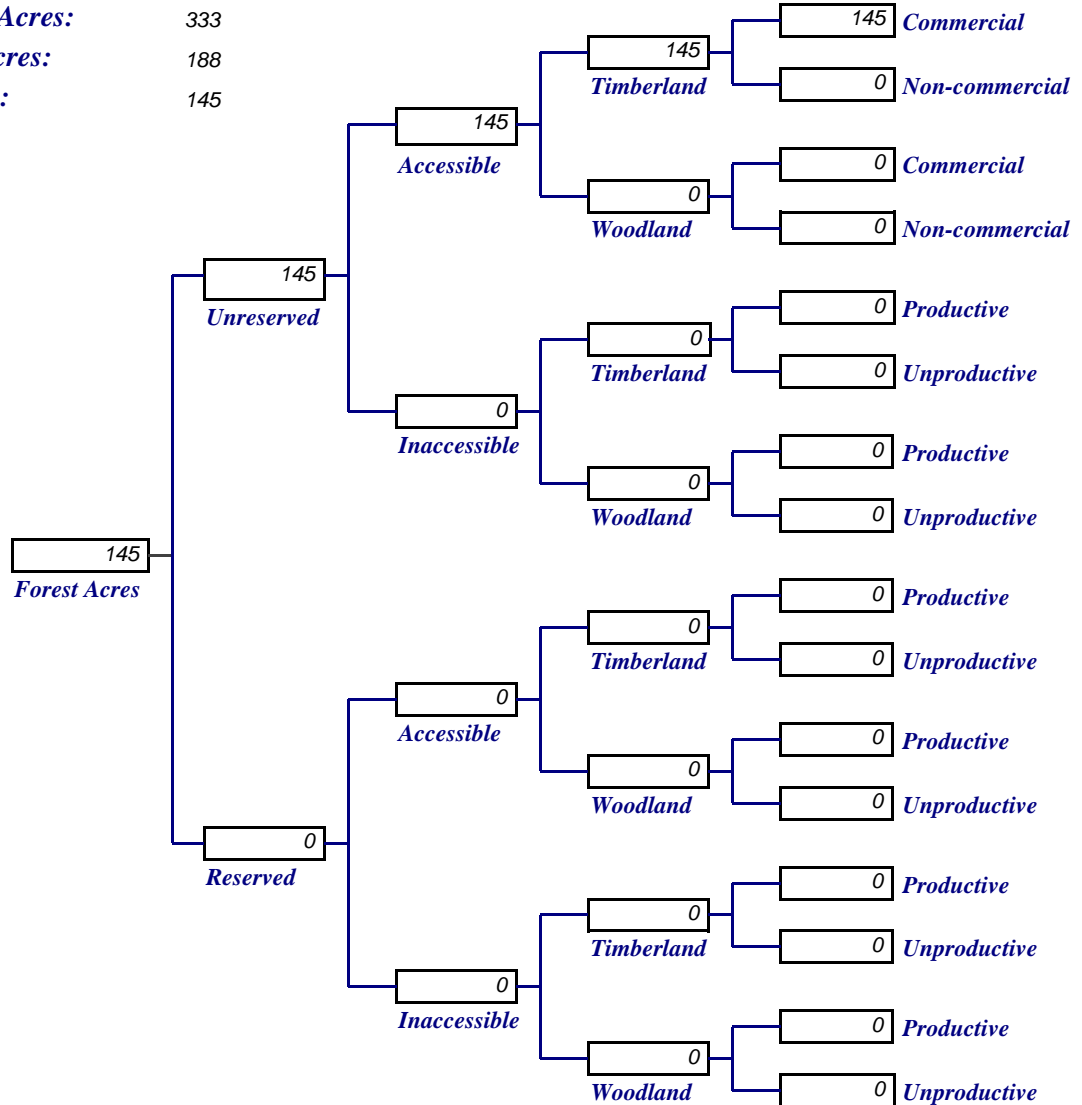 Acres: 333
cres: 188
: 145
145 Commercial
145
Timberland
0 Non-commercial
145
Accessible
0 Commercial
0
Woodland
0 Non-commercial
145
Unreserved
0 Productive
0
Timberland
0 Unproductive
0
Inaccessible
0 Productive
0
Woodland
0 Unproductive
145
Forest Acres
0 Productive
0
Timberland
0 Unproductive
0
Accessible
0 Productive
0
Woodland
0 Unproductive
0
Reserved
0 Productive
0
Timberland
0 Unproductive
0
Inaccessible
0 Productive
0
Woodland
0 Unproductive